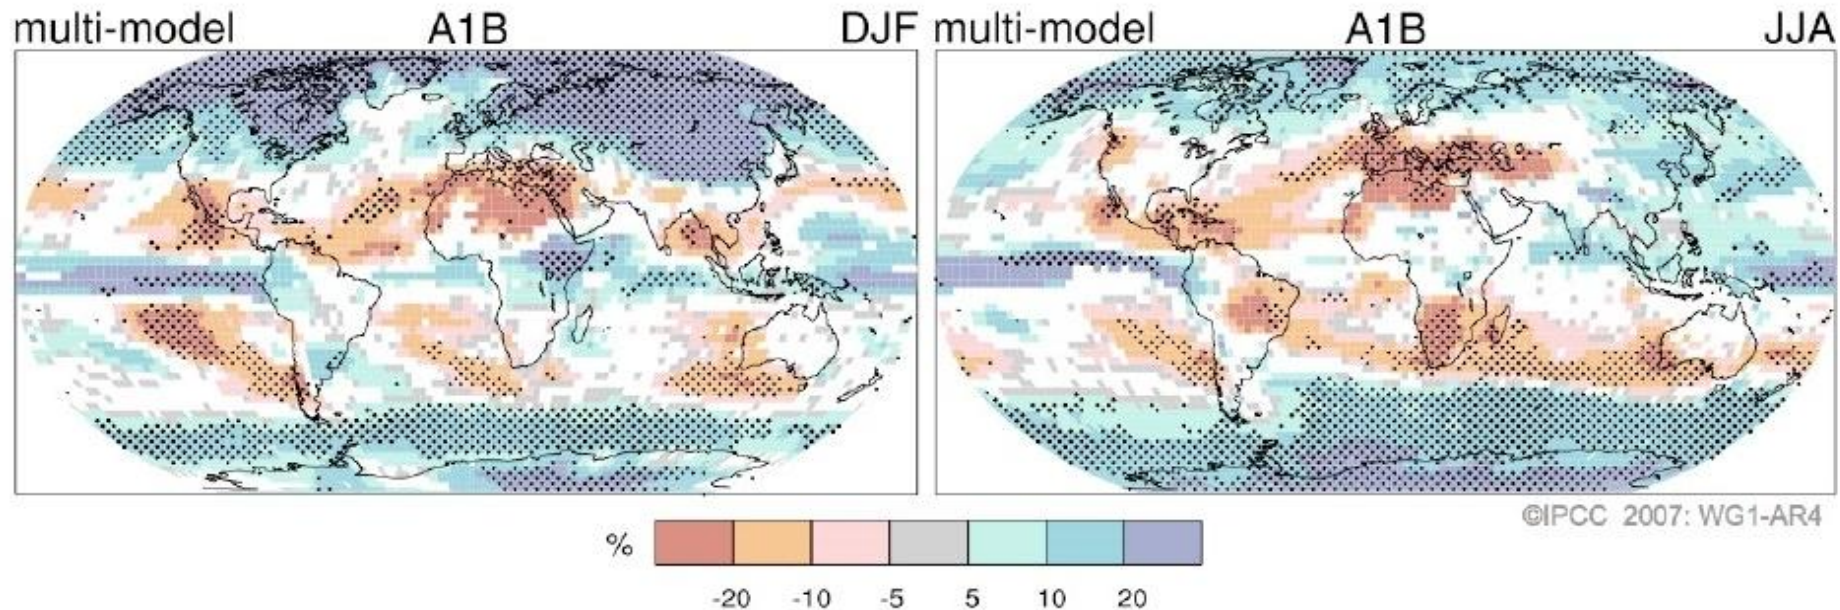 multi-model A1B DJF multi-model A1B JJA
©IPCC 2007: WG1-AR4
%
-20 -10 -5 5 10 20